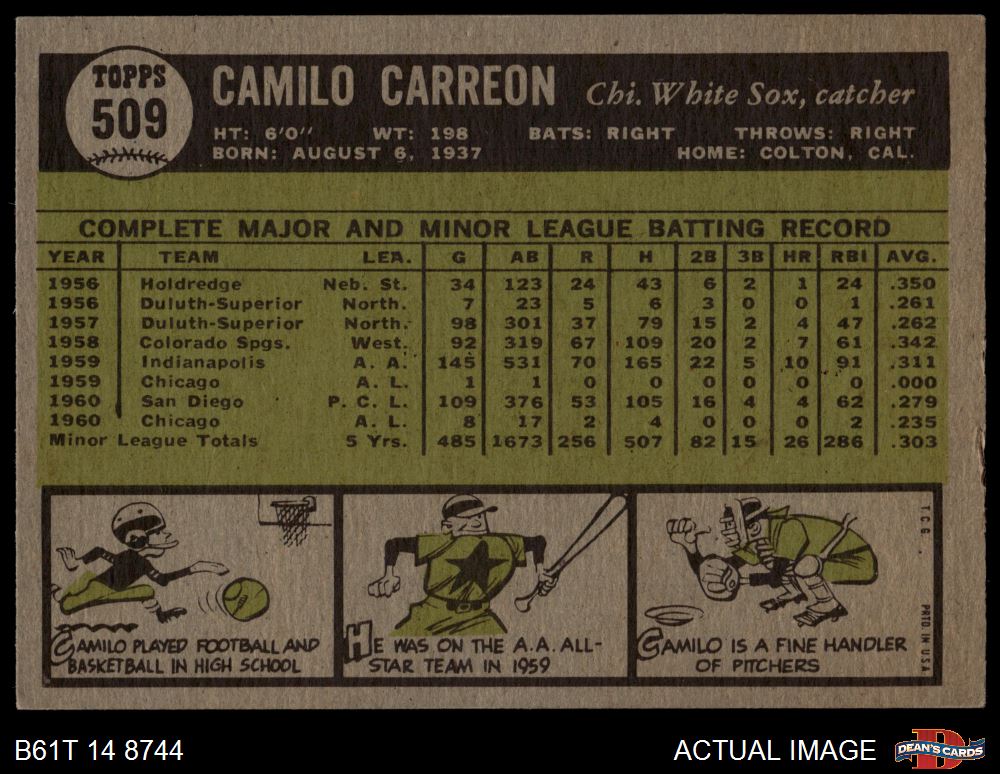 TOPPS
509
CAMILO CARREON Chi. White Sox, catcher
HT: 6'0" WT: 198 BATS: RIGHT THROWS: RIGHT
BORN: AUGUST 6, 1937 HOME: COLTON, CAL.
COMPLETE MAJOR AND MINOR LEAGUE BATTING RECORD
YEAR TEAM LEA. G AB R H 2B 3B HR RBI AVG.
1956 Holdredge Neb. St. 34 123 24 43 6 2 1 24 .350
1956 Duluth-Superior North. 7 23 5 6 3 0 0 1 .261
1957 Duluth-Superior North. 98 301 37 79 15 2 4 47 .262
1958 Colorado Spgs. West. 92 319 67 109 20 2 7 61 .342
1959 Indianapolis A. A. 145 531 70 165 22 5 10 91 .311
1959 Chicago A. L. 1 1 0 0 0 0 0 0 .000
1960 San Diego P. C. L. 109 376 53 105 16 4 4 62 .279
1960 Chicago A. L. 8 17 2 4 0 0 0 2 .235
Minor League Totals 5 Yrs. 485 1673 256 507 82 15 26 286 .303
CAMILO PLAYED FOOTBALL AND
BASKETBALL IN HIGH SCHOOL
HE WAS ON THE A.A. ALL-
STAR TEAM IN 1959
CAMILO IS A FINE HANDLER
OF PITCHERS
T.C.G.
PRTD IN U.S.A.
B61T 14 8744
ACTUAL IMAGE
D
DEAN'S CARDS